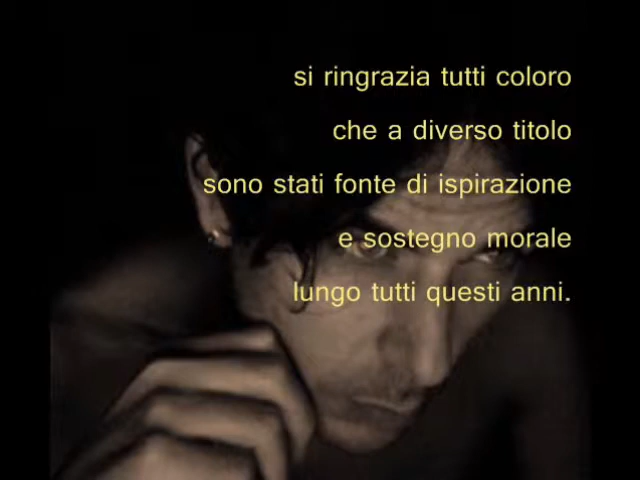 si ringrazia tutti coloro
che a diverso titolo
sono stati fonte di ispirazione
e sostegno morale
lungo tutti questi anni.